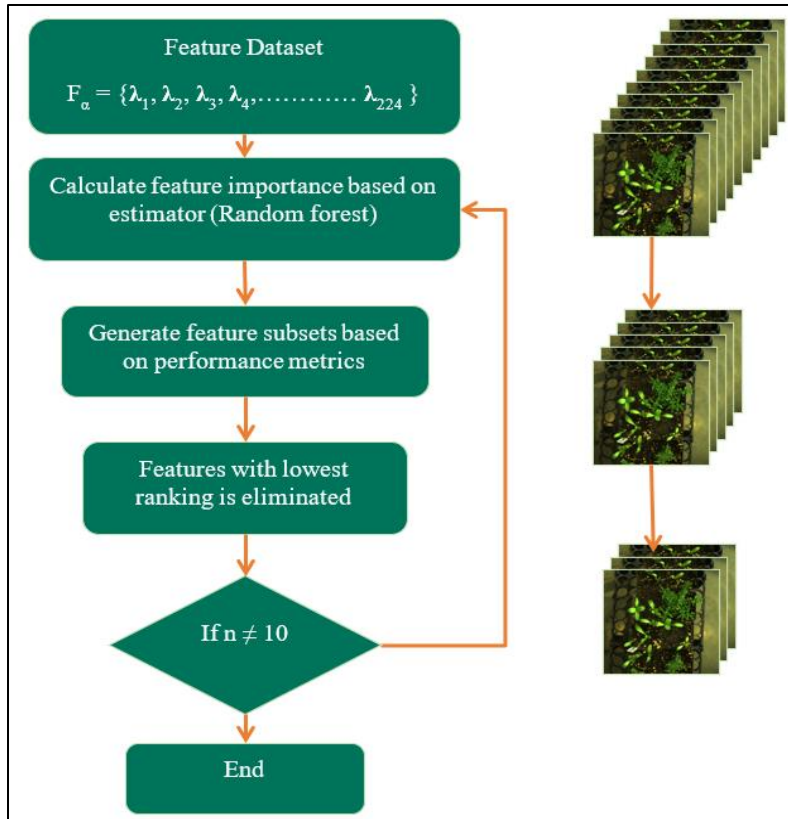 Feature Dataset
Fα = {λ1, λ2, λ3, λ4,………… λ224 }
Calculate feature importance based on
estimator (Random forest)
Generate feature subsets based
on performance metrics
Features with lowest
ranking is eliminated
If n ≠ 10
End